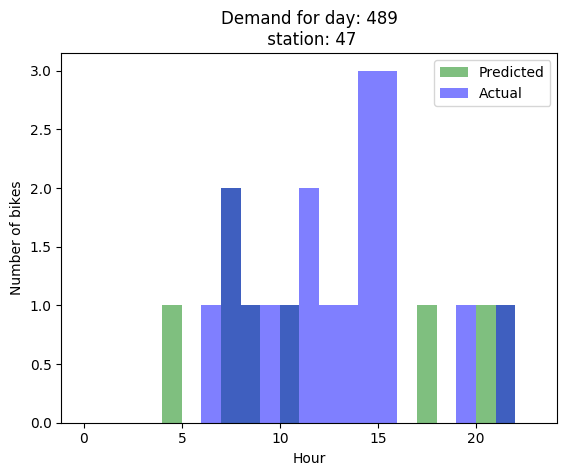 Demand for day: 489
station: 47
Predicted
Actual
3.0
2.5
2.0
1.5
1.0
0.5
0.0
Number of bikes
0 5 10 15 20
Hour